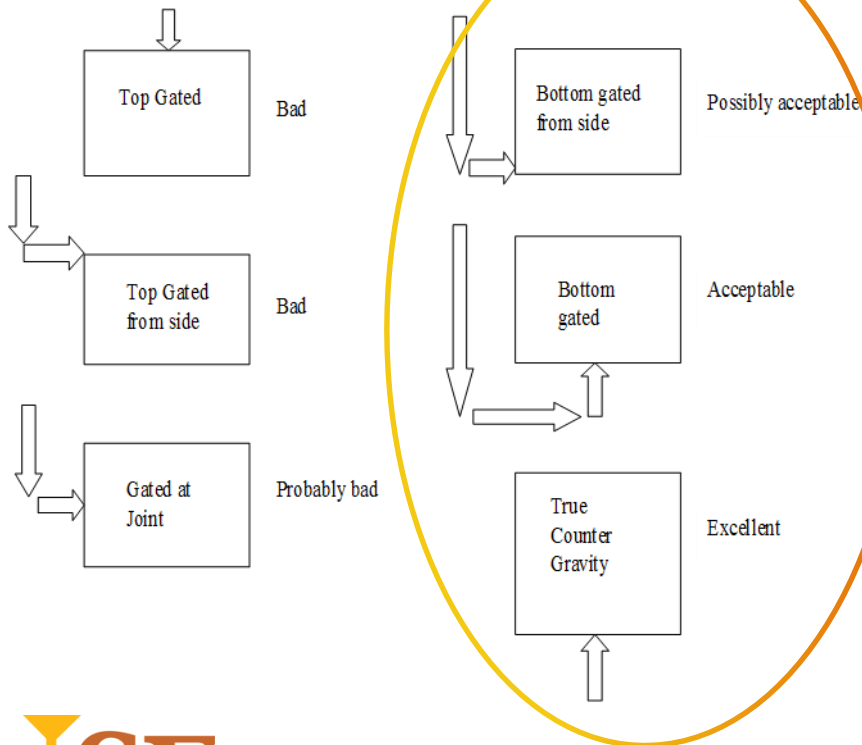 Top Gated
Bad
Top Gated
from side
Bad
Gated at
Joint
Probably bad
Bottom gated
from side
Possibly acceptable
Bottom
gated
Acceptable
True
Counter
Gravity
Excellent